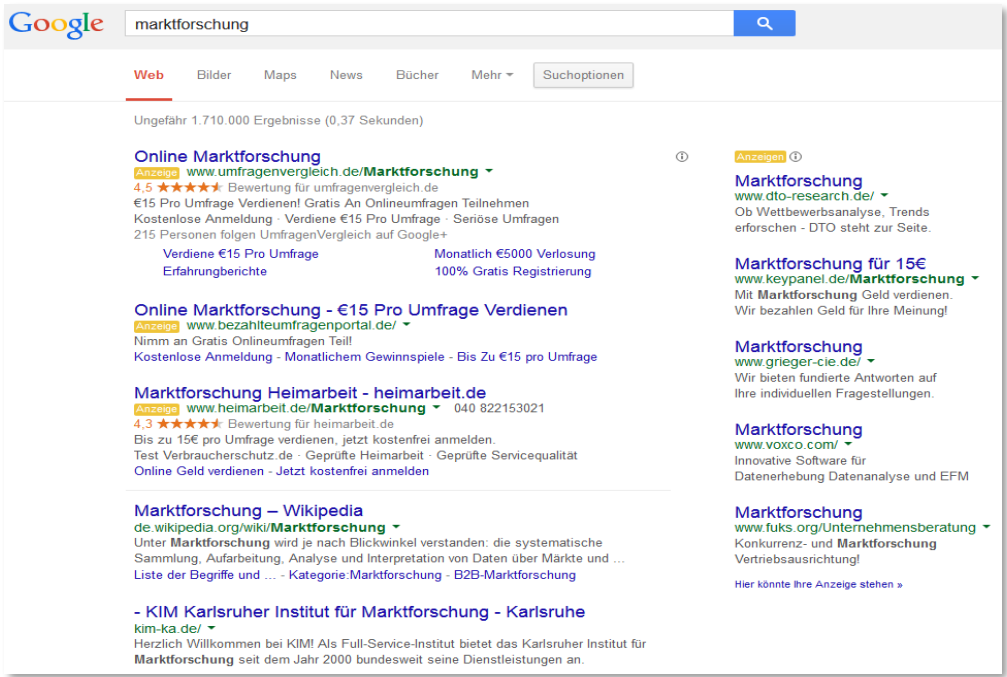 Google
marktforschung
Web Bilder Maps News Bücher Mehr Suchoptionen
Ungefähr 1.710.000 Ergebnisse (0,37 Sekunden)
Online Marktforschung
Anzeige www.umfragenvergleich.de/Marktforschung
4,5 ★★★★★ Bewertung für umfragenvergleich.de
€15 Pro Umfrage Verdienen! Gratis An Onlineumfragen Teilnehmen
Kostenlose Anmeldung · Verdiene €15 Pro Umfrage · Seriöse Umfragen
215 Personen folgen UmfragenVergleich auf Google+
Verdiene €15 Pro Umfrage Monatlich €5000 Verlosung
Erfahrungberichte 100% Gratis Registrierung
Online Marktforschung - €15 Pro Umfrage Verdienen
Anzeige www.bezahlteumfragenportal.de/
Nimm an Gratis Onlineumfragen Teil!
Kostenlose Anmeldung - Monatlichem Gewinnspiele - Bis Zu €15 pro Umfrage
Marktforschung Heimarbeit - heimarbeit.de
Anzeige www.heimarbeit.de/Marktforschung 040 822153021
4,3 ★★★★★ Bewertung für heimarbeit.de
Bis zu 15€ pro Umfrage verdienen, jetzt kostenfrei anmelden.
Test Verbraucherschutz.de · Geprüfte Heimarbeit · Geprüfte Servicequalität
Online Geld verdienen - Jetzt kostenfrei anmelden
Marktforschung – Wikipedia
de.wikipedia.org/wiki/Marktforschung
Unter Marktforschung wird je nach Blickwinkel verstanden: die systematische
Sammlung, Aufarbeitung, Analyse und Interpretation von Daten über Märkte und ...
Liste der Begriffe und ... - Kategorie:Marktforschung - B2B-Marktforschung
- KIM Karlsruher Institut für Marktforschung - Karlsruhe
kim-ka.de/
Herzlich Willkommen bei KIM! Als Full-Service-Institut bietet das Karlsruher Institut für
Marktforschung seit dem Jahr 2000 bundesweit seine Dienstleistungen an.
Anzeigen
Marktforschung
www.dto-research.de/
Ob Wettbewerbsanalyse, Trends
erforschen - DTO steht zur Seite.
Marktforschung für 15€
www.keypanel.de/Marktforschung
Mit Marktforschung Geld verdienen.
Wir bezahlen Geld für Ihre Meinung!
Marktforschung
www.grieger-cie.de/
Wir bieten fundierte Antworten auf
Ihre individuellen Fragestellungen.
Marktforschung
www.voxco.com/
Innovative Software für
Datenerhebung Datenanalyse und EFM
Marktforschung
www.fuks.org/Unternehmensberatung
Konkurrenz- und Marktforschung
Vertriebsausrichtung!
Hier könnte Ihre Anzeige stehen »